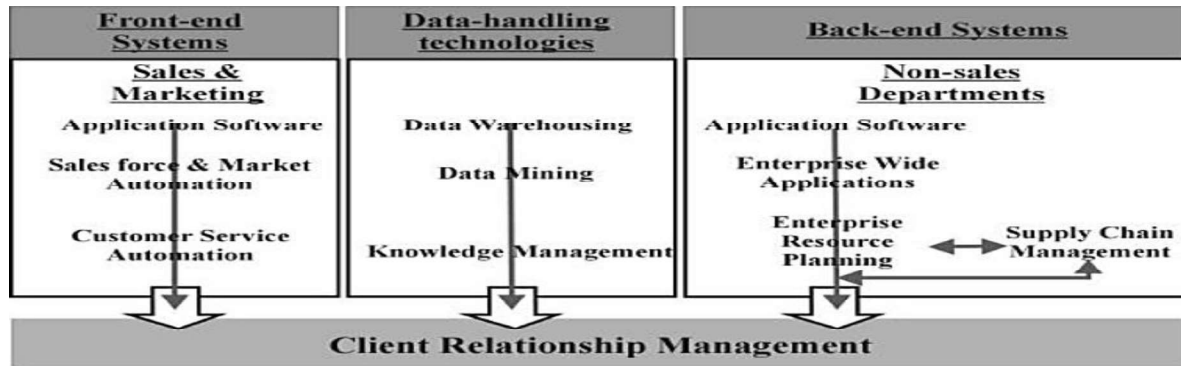 Front-end
Systems
Sales &
Marketing
Application Software
Sales force & Market
Automation
Customer Service
Automation
Data-handling
technologies
Data Warehousing
Data Mining
Knowledge Management
Back-end Systems
Non-sales
Departments
Application Software
Enterprise Wide
Applications
Enterprise
Resource
Planning
Supply Chain
Management
Client Relationship Management